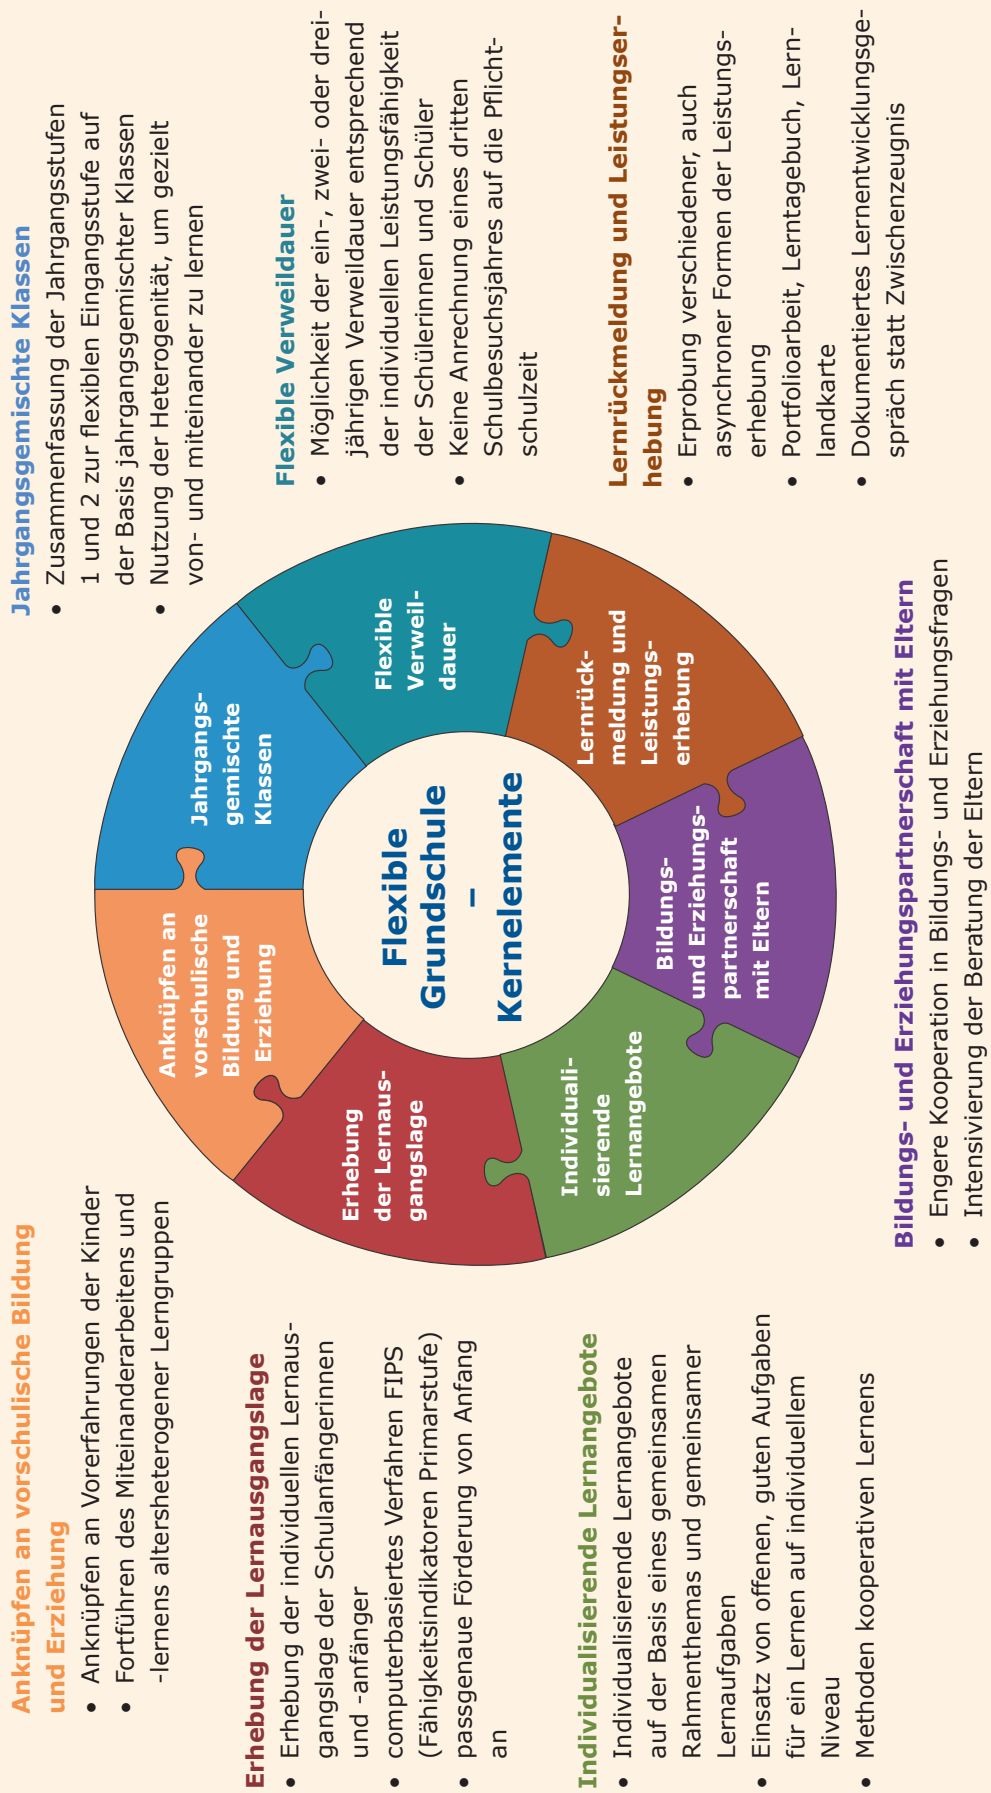 Anknüpfen an vorschulische Bildung
und Erziehung
• Anknüpfen an Vorerfahrungen der Kinder
• Fortführen des Miteinanderarbeitens und
-lernens altersheterogener Lerngruppen
Erhebung der Lernausgangslage
• Erhebung der individuellen Lernaus-
gangslage der Schulanfängerinnen
und -anfänger
• computerbasiertes Verfahren FIPS
(Fähigkeitsindikatoren Primarstufe)
• passgenaue Förderung von Anfang
an
Individualisierende Lernangebote
• Individualisierende Lernangebote
auf der Basis eines gemeinsamen
Rahmenthemas und gemeinsamer
Lernaufgaben
• Einsatz von offenen, guten Aufgaben
für ein Lernen auf individuellem
Niveau
• Methoden kooperativen Lernens
Anknüpfen an
vorschulische
Bildung und
Erziehung
Jahrgangs-
gemischte
Klassen
Erhebung
der Lernaus-
gangslage
Flexible
Verweil-
dauer
Flexible
Grundschule
–
Kernelemente
Individuali-
sierende
Lernangebote
Lernrück-
meldung und
Leistungs-
erhebung
Bildungs-
und Erziehungs-
partnerschaft
mit Eltern
Jahrgangsgemischte Klassen
• Zusammenfassung der Jahrgangsstufen
1 und 2 zur flexiblen Eingangsstufe auf
der Basis jahrgangsgemischter Klassen
• Nutzung der Heterogenität, um gezielt
von- und miteinander zu lernen
Flexible Verweildauer
• Möglichkeit der ein-, zwei- oder drei-
jährigen Verweildauer entsprechend
der individuellen Leistungsfähigkeit
der Schülerinnen und Schüler
• Keine Anrechnung eines dritten
Schulbesuchsjahres auf die Pflicht-
schulzeit
Lernrückmeldung und Leistungser-
hebung
• Erprobung verschiedener, auch
asynchroner Formen der Leistungs-
erhebung
• Portfolioarbeit, Lerntagebuch, Lern-
landkarte
• Dokumentiertes Lernentwicklungsge-
spräch statt Zwischenzeugnis
Bildungs- und Erziehungspartnerschaft mit Eltern
• Engere Kooperation in Bildungs- und Erziehungsfragen
• Intensivierung der Beratung der Eltern